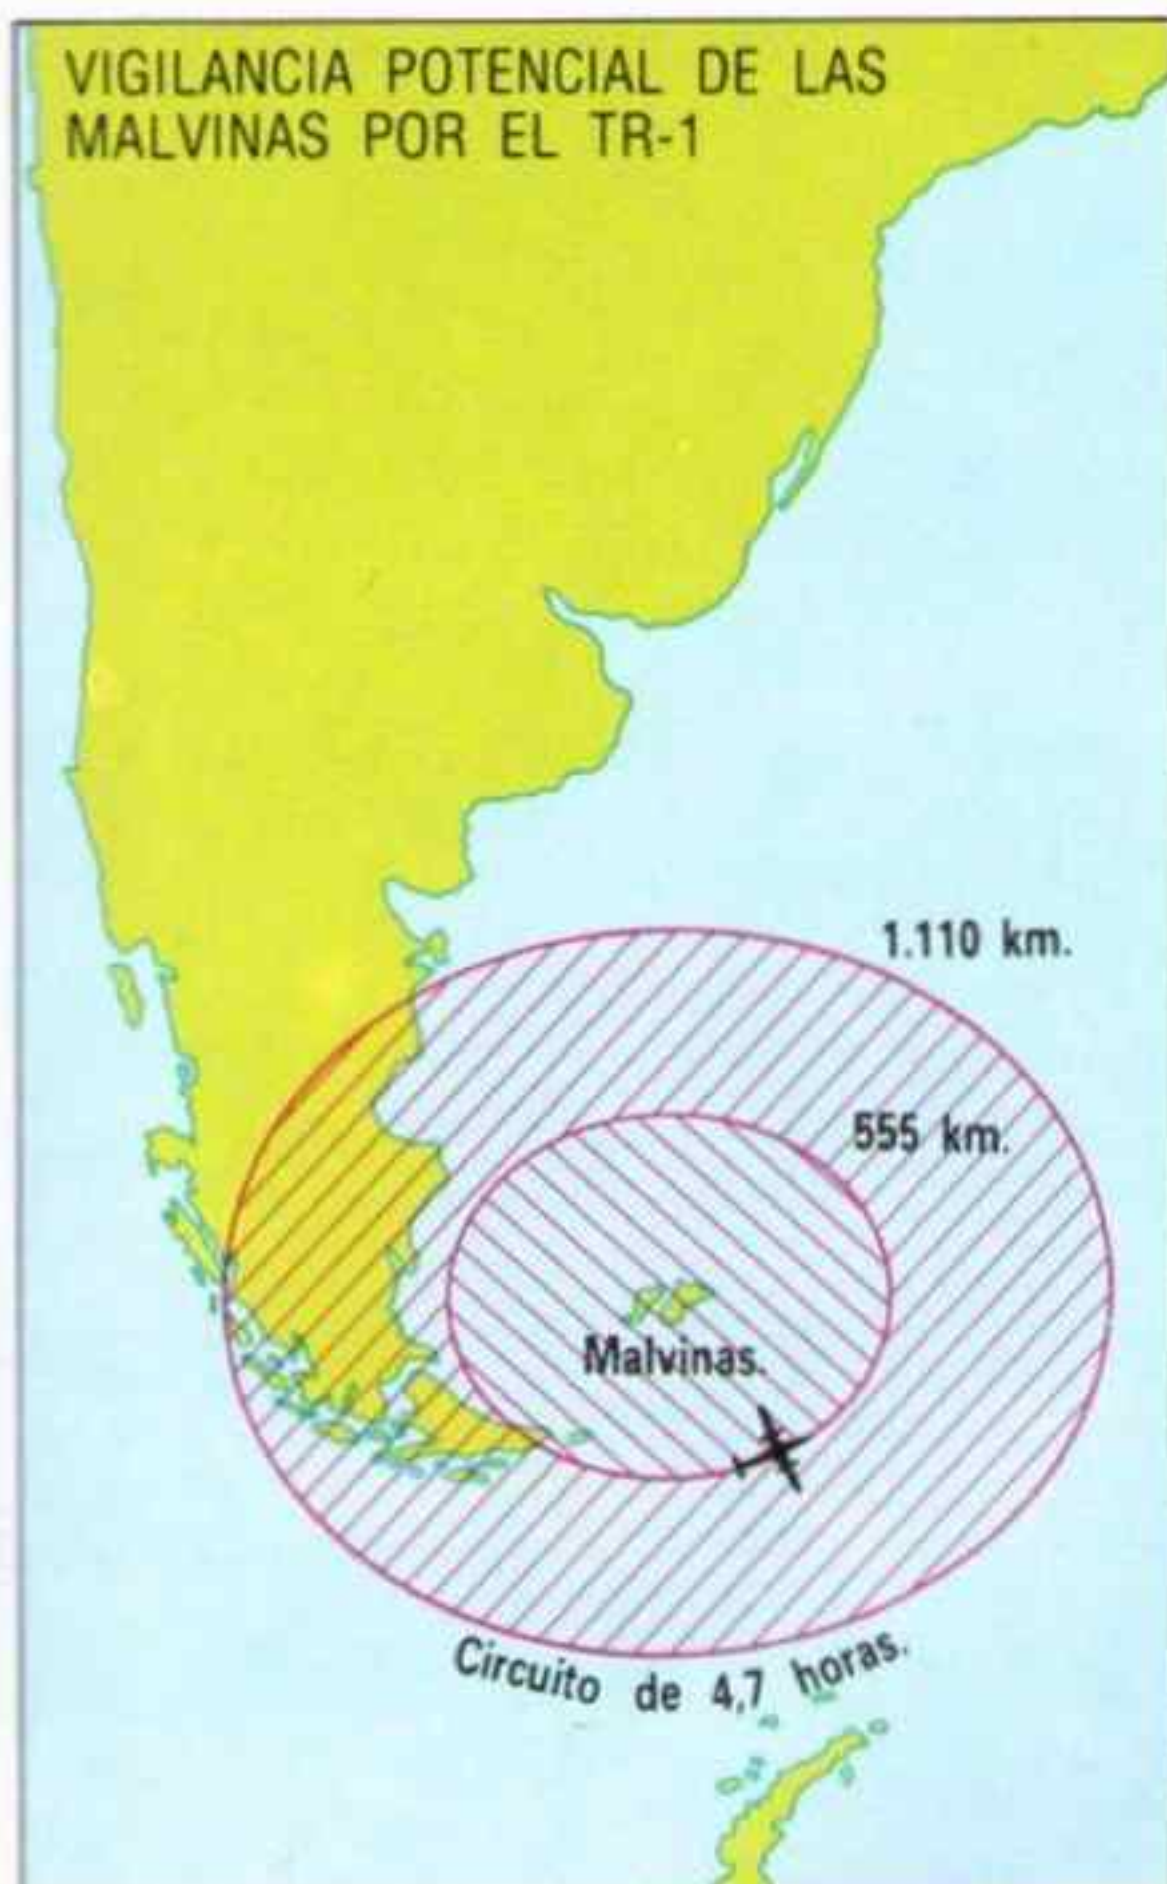 VIGILANCIA POTENCIAL DE LAS
MALVINAS POR EL TR-1
1.110 km.
555 km.
Malvinas.
Circuito de 4,7 horas.